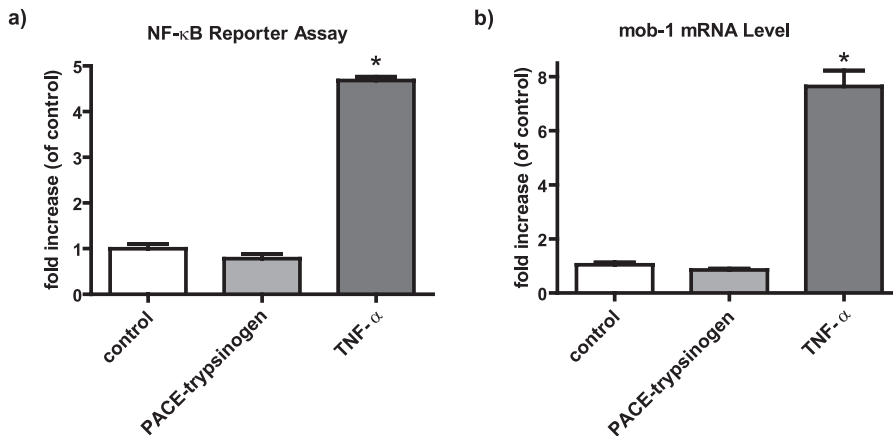 a)
NF-κB Reporter Assay
fold increase (of control)
5
4
3
2
1
0
*
control
PACE-trypsinogen
TNF-α
b)
mob-1 mRNA Level
fold increase (of control)
8
6
4
2
0
*
control
PACE-trypsinogen
TNF-α